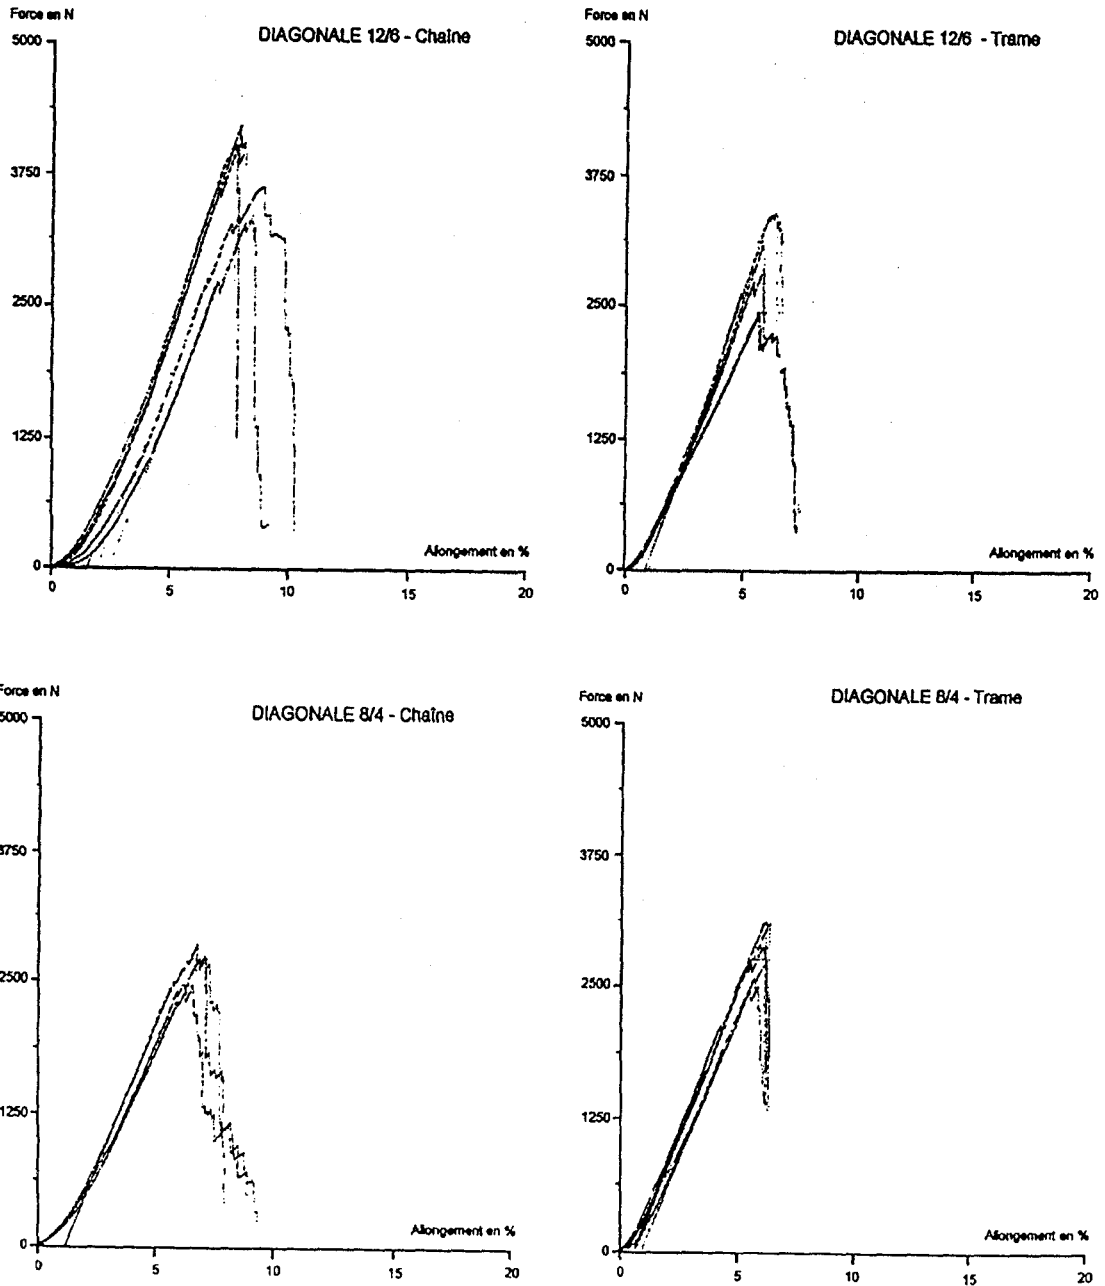 Force en N
DIAGONALE 12/6 - Chaîne
5000
3750
2500
1250
0
Allongement en %
0 5 10 15 20
Force en N
DIAGONALE 12/6 - Trame
5000
3750
2500
1250
0
Allongement en %
0 5 10 15 20
Force en N
DIAGONALE 8/4 - Chaîne
5000
3750
2500
1250
0
Allongement en %
0 5 10 15 20
Force en N
DIAGONALE 8/4 - Trame
5000
3750
2500
1250
0
Allongement en %
0 5 10 15 20